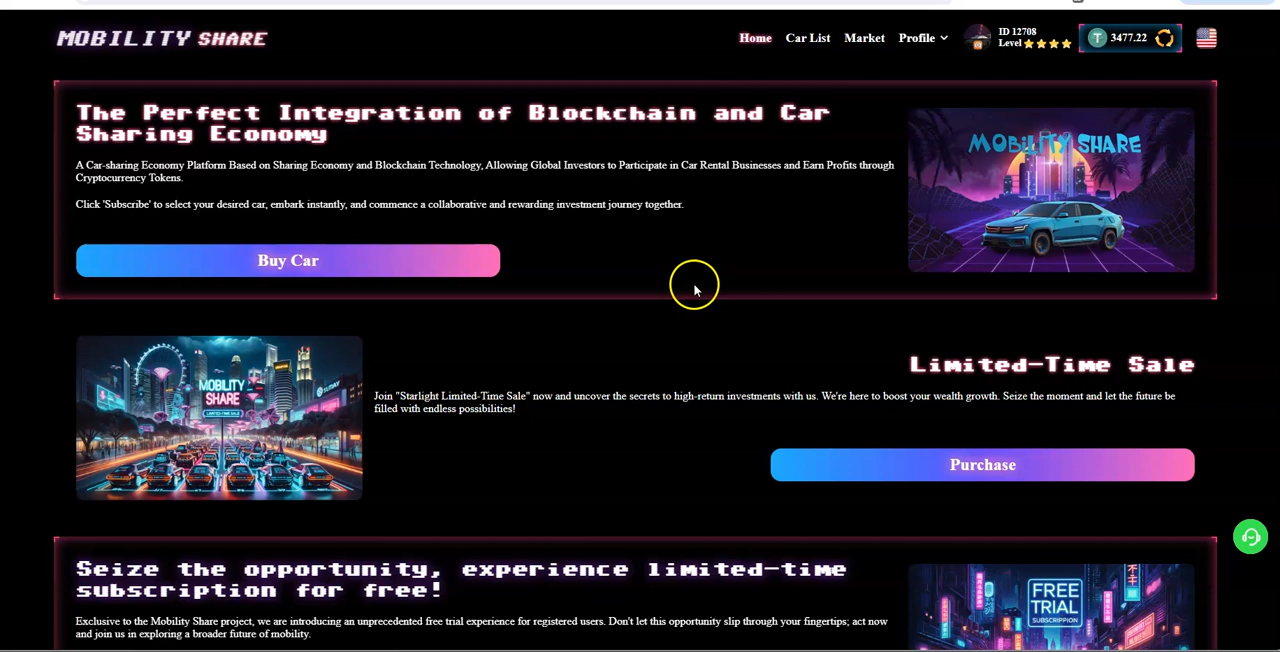 MOBILITY SHARE
Home
Car List
Market
Profile
ID 12708
Level
3477.22
The Perfect Integration of Blockchain and Car
Sharing Economy
A Car-sharing Economy Platform Based on Sharing Economy and Blockchain Technology, Allowing Global Investors to Participate in Car Rental Businesses and Earn Profits through
Cryptocurrency Tokens.
Click 'Subscribe' to select your desired car, embark instantly, and commence a collaborative and rewarding investment journey together.
Buy Car
MOBILITY SHARE
MOBILITY
SHARE
LIMITED-TIME SALE
Limited-Time Sale
Join "Starlight Limited-Time Sale" now and uncover the secrets to high-return investments with us. We're here to boost your wealth growth. Seize the moment and let the future be
filled with endless possibilities!
Purchase
Seize the opportunity, experience limited-time
subscription for free!
Exclusive to the Mobility Share project, we are introducing an unprecedented free trial experience for registered users. Don't let this opportunity slip through your fingertips; act now
and join us in exploring a broader future of mobility.
FREE
TRIAL